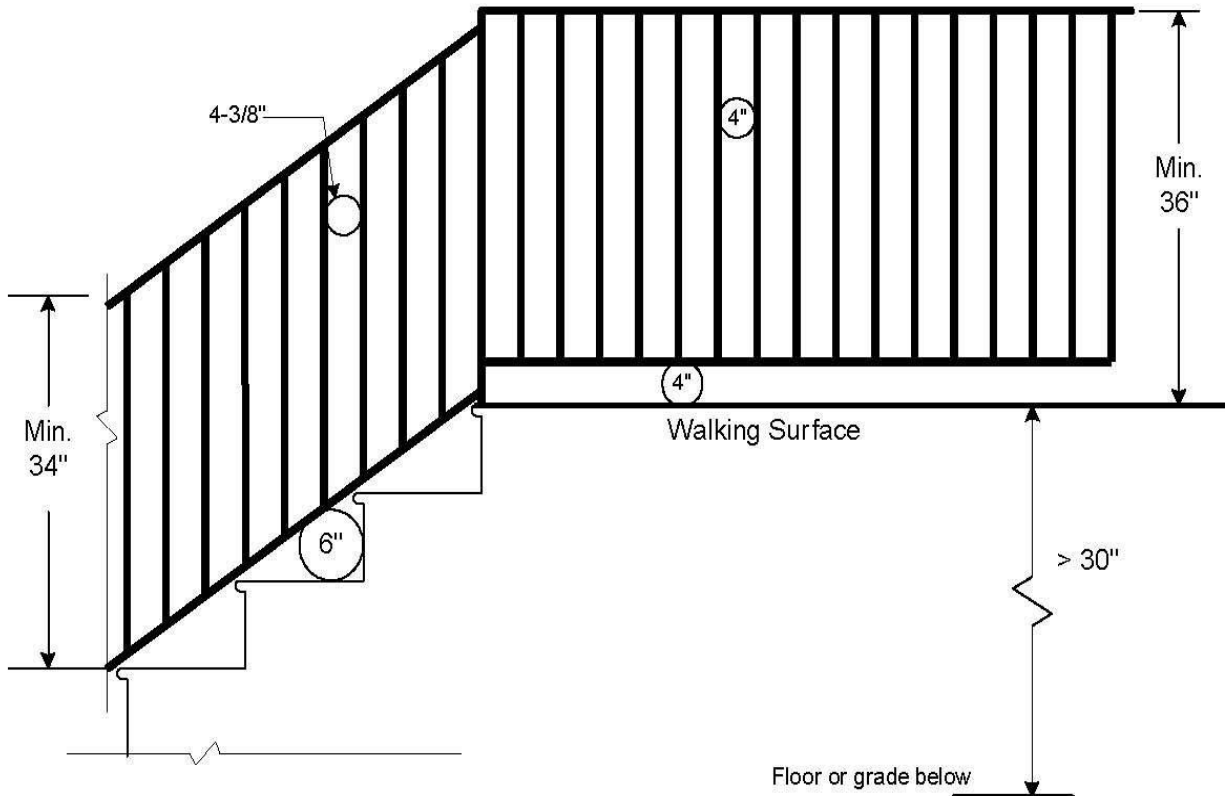 4-3/8"
4"
Min.
36"
4"
Walking Surface
Min.
34"
6"
> 30"
Floor or grade below